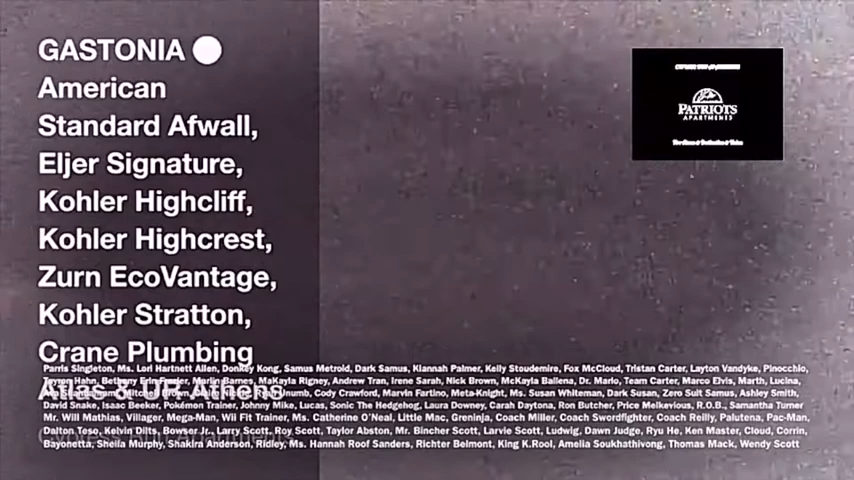 GASTONIA
American
Standard Afwall,
Eljer Signature,
Kohler Highcliff,
Kohler Highcrest,
Zurn EcoVantage,
Kohler Stratton,
Crane Plumbing
Atlas & UR Athens
Cypress Run Apartments
PATRIOTS
APARTMENTS
Parris Singleton, Ms. Lori Hartnett Allen, Donkey Kong, Samus Metroid, Dark Samus, Kiannah Palmer, Kelly Stoudemire, Fox McCloud, Tristan Carter, Layton Vandyke, Pinocchio,
Hahn, Bethany Erin Fraser, Marlin Barnes, MaKayla Rigney, Andrew Tran, Irene Sarah, Nick Brown, McKayla Ballena, Dr. Mario, Team Carter, Marco Elvis, Marth, Lucina,
Cody Crawford, Marvin Fartino, Meta-Knight, Ms. Susan Whiteman, Dark Susan, Zero Suit Samus, Ashley Smith,
David Snake, Isaac Beeker, Pokémon Trainer, Johnny Mike, Lucas, Sonic The Hedgehog, Laura Downey, Carah Daytona, Ron Butcher, Price Melkevious, R.O.B., Samantha Turner
Mr. Will Mathias, Villager, Mega-Man, Wii Fit Trainer, Ms. Catherine O'Neal, Little Mac, Greninja, Coach Miller, Coach Swordfighter, Coach Reilly, Palutena, Pac-Man,
Dalton Teso, Kelvin Dilts, Bowser Jr., Larry Scott, Roy Scott, Taylor Abston, Mr. Bincher Scott, Larvie Scott, Ludwig, Dawn Judge, Ryu He, Ken Master, Cloud, Corrin,
Bayonetta, Sheila Murphy, Shakira Anderson, Ridley, Ms. Hannah Roof Sanders, Richter Belmont, King K.Rool, Amelia Soukhathivong, Thomas Mack, Wendy Scott